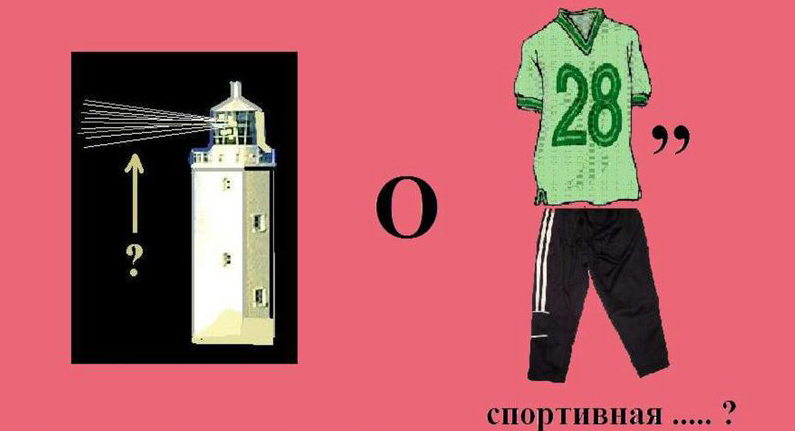 28
,,
О
?
спортивная ..... ?